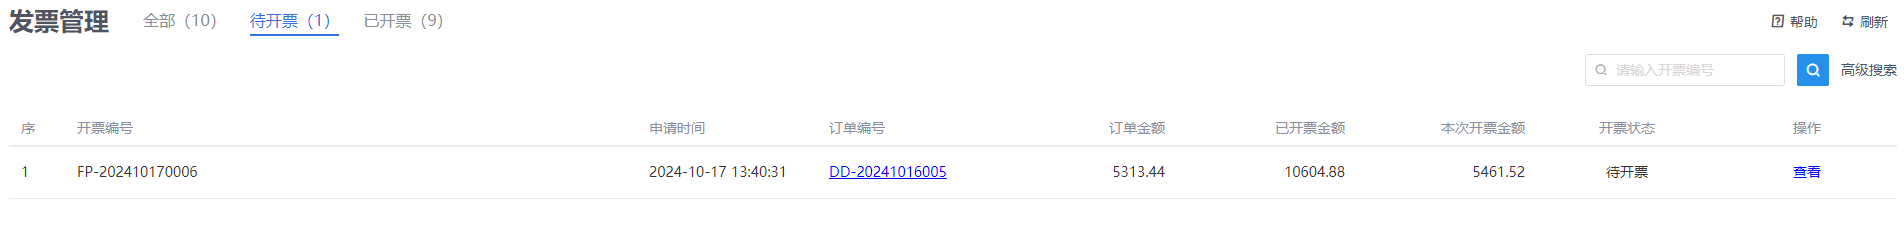 发票管理 全部（10） 待开票（1） 已开票（9） 帮助 刷新
请输入开票编号 高级搜索
序 开票编号 申请时间 订单编号 订单金额 已开票金额 本次开票金额 开票状态 操作
1 FP-202410170006 2024-10-17 13:40:31 DD-20241016005 5313.44 10604.88 5461.52 待开票 查看